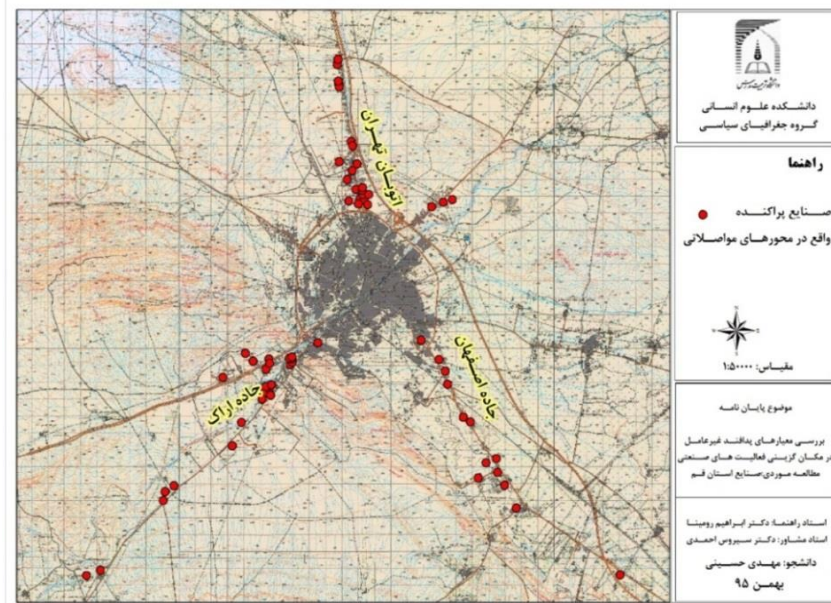 اتوبان تهران
جاده اصفهان
جاده اراک
دانشکده علوم انسانی
گروه جغرافیای سیاسی
راهنما
صنایع پراکنده
واقع در محورهای مواصلاتی
مقیاس: ۱:۵۰۰۰۰
موضوع پایان نامه
بررسی معیارهای پدافند غیرعامل
در مکان گزینی فعالیت های صنعتی
مطالعه موردی:صنایع استان قم
استاد راهنما: دکتر ابراهیم رومینا
استاد مشاور: دکتر سیروس احمدی
دانشجو: مهدی حسینی
بهمن ۹۵